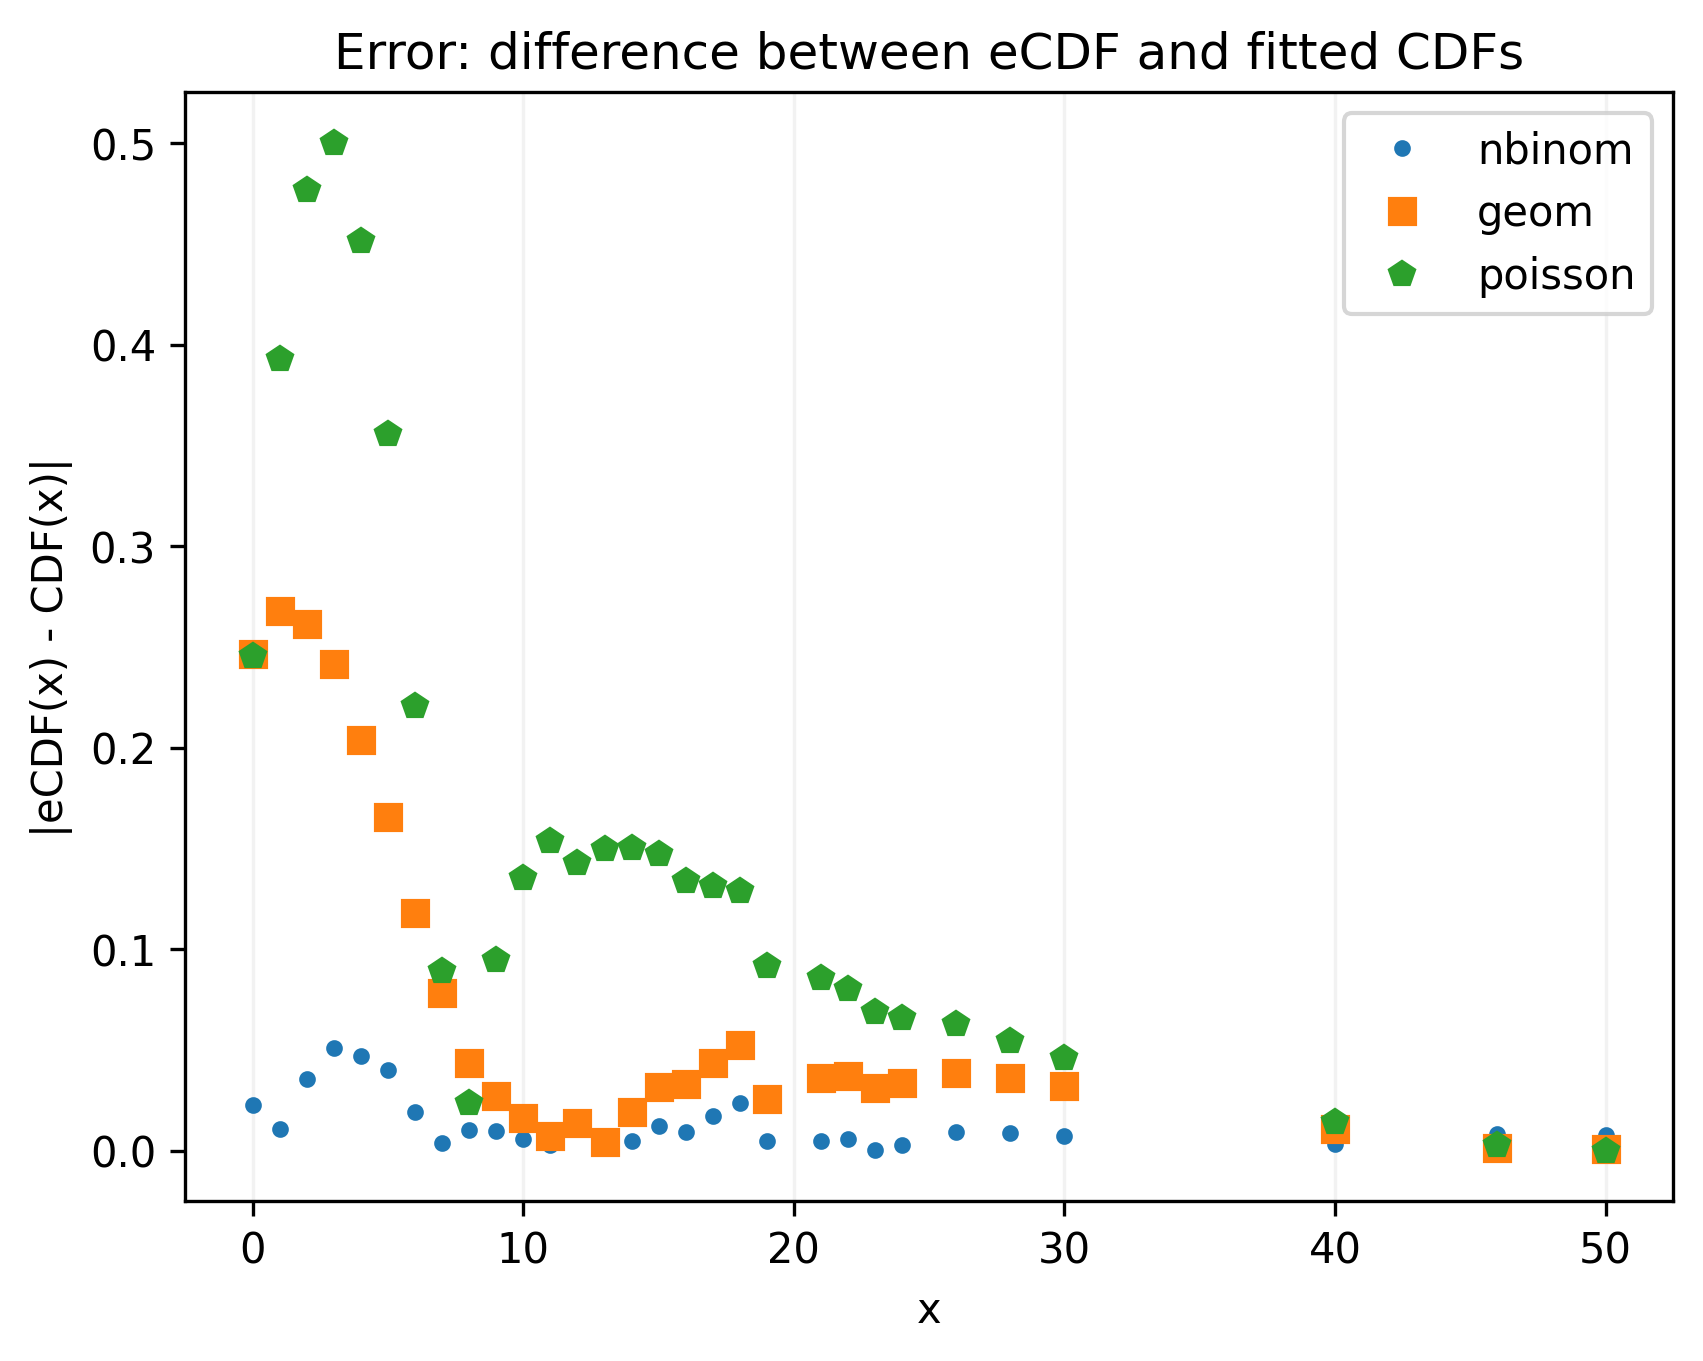 Error: difference between eCDF and fitted CDFs
|eCDF(x) - CDF(x)|
0.5
0.4
0.3
0.2
0.1
0.0
nbinom
geom
poisson
0 10 20 30 40 50
x